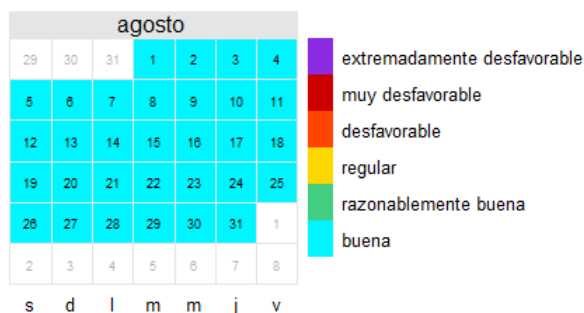 agosto
29 30 31 1 2 3 4
5 6 7 8 9 10 11
12 13 14 15 16 17 18
19 20 21 22 23 24 25
26 27 28 29 30 31 1
2 3 4 5 6 7 8
s d l m m j v
extremadamente desfavorable
muy desfavorable
desfavorable
regular
razonablemente buena
buena